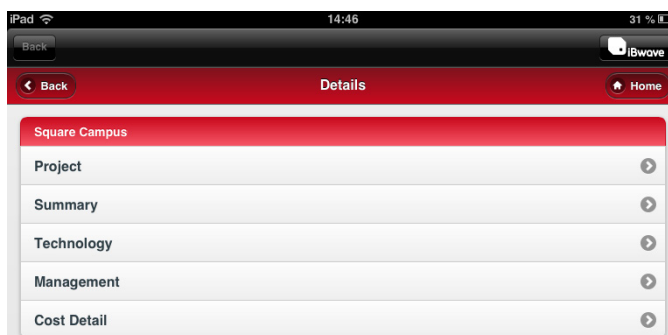 iPad 14:46 31 %
Back iBwave
Back Details Home
Square Campus
Project
Summary
Technology
Management
Cost Detail